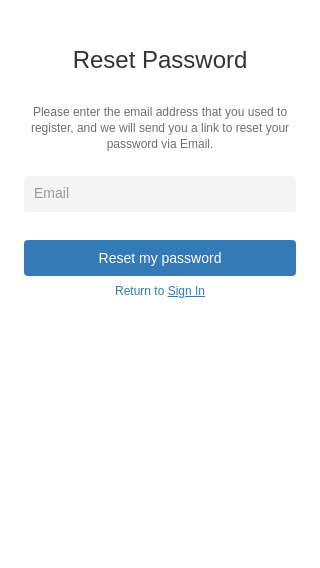 Reset Password
Please enter the email address that you used to
register, and we will send you a link to reset your
password via Email.
Email
Reset my password
Return to Sign In